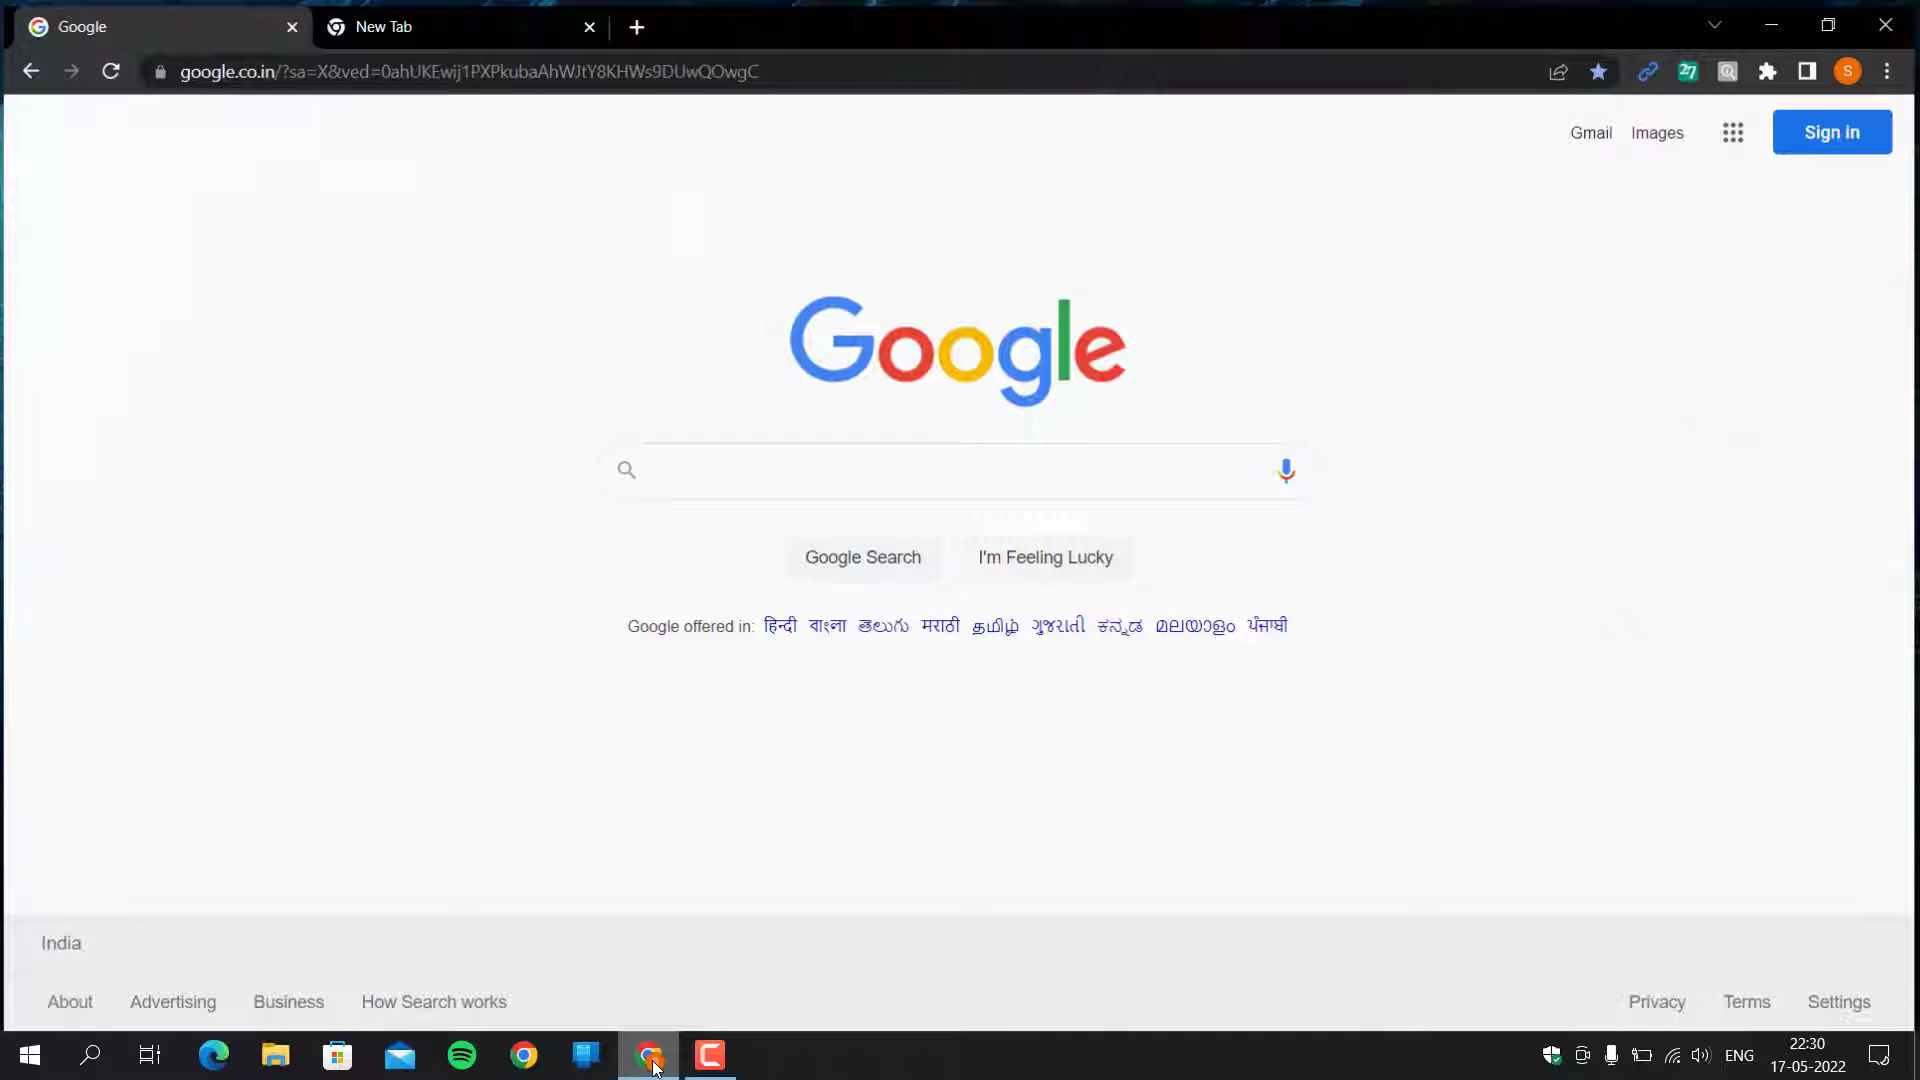 Google
New Tab
google.co.in/?sa=X&ved=0ahUKEwij1PXPkubaAhWJtY8KHWs9DUwQOwgC
27
S
Gmail Images Sign in
Google
Google Search I'm Feeling Lucky
Google offered in: हिन्दी বাংলা తెలుగు मराठी தமிழ் ગુજરાતી ಕನ್ನಡ മലയാളം ਪੰਜਾਬੀ
India
About Advertising Business How Search works Privacy Terms Settings
ENG
22:30
17-05-2022